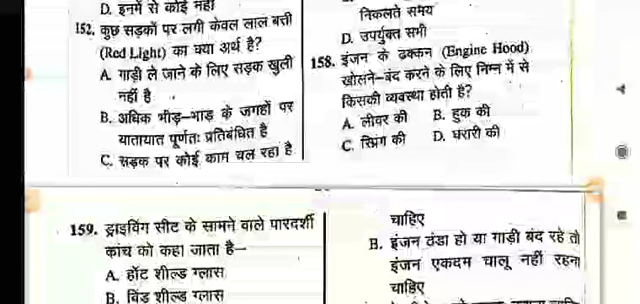 D. इनमें से कोई नहीं
152. कुछ सड़कों पर लगी केवल लाल बत्ती
(Red Light) का क्या अर्थ है?
A. गाड़ी ले जाने के लिए सड़क खुली
नहीं है
B. अधिक भीड़-भाड़ के जगहों पर
यातायात पूर्णतः प्रतिबंधित है
C. सड़क पर कोई काम चल रहा है
निकलते समय
D. उपर्युक्त सभी
158. इंजन के ढक्कन (Engine Hood)
खोलने-बंद करने के लिए निम्न में से
किसकी व्यवस्था होती है?
A. लीवर की B. हुक की
C. स्प्रिंग की D. घरारी की
159. ड्राइविंग सीट के सामने वाले पारदर्शी
कांच को कहा जाता है-
A. हॉट शील्ड ग्लास
B. विंड शील्ड ग्लास
चाहिए
B. इंजन ठंडा हो या गाड़ी बंद रहे तो
इंजन एकदम चालू नहीं रहना
चाहिए